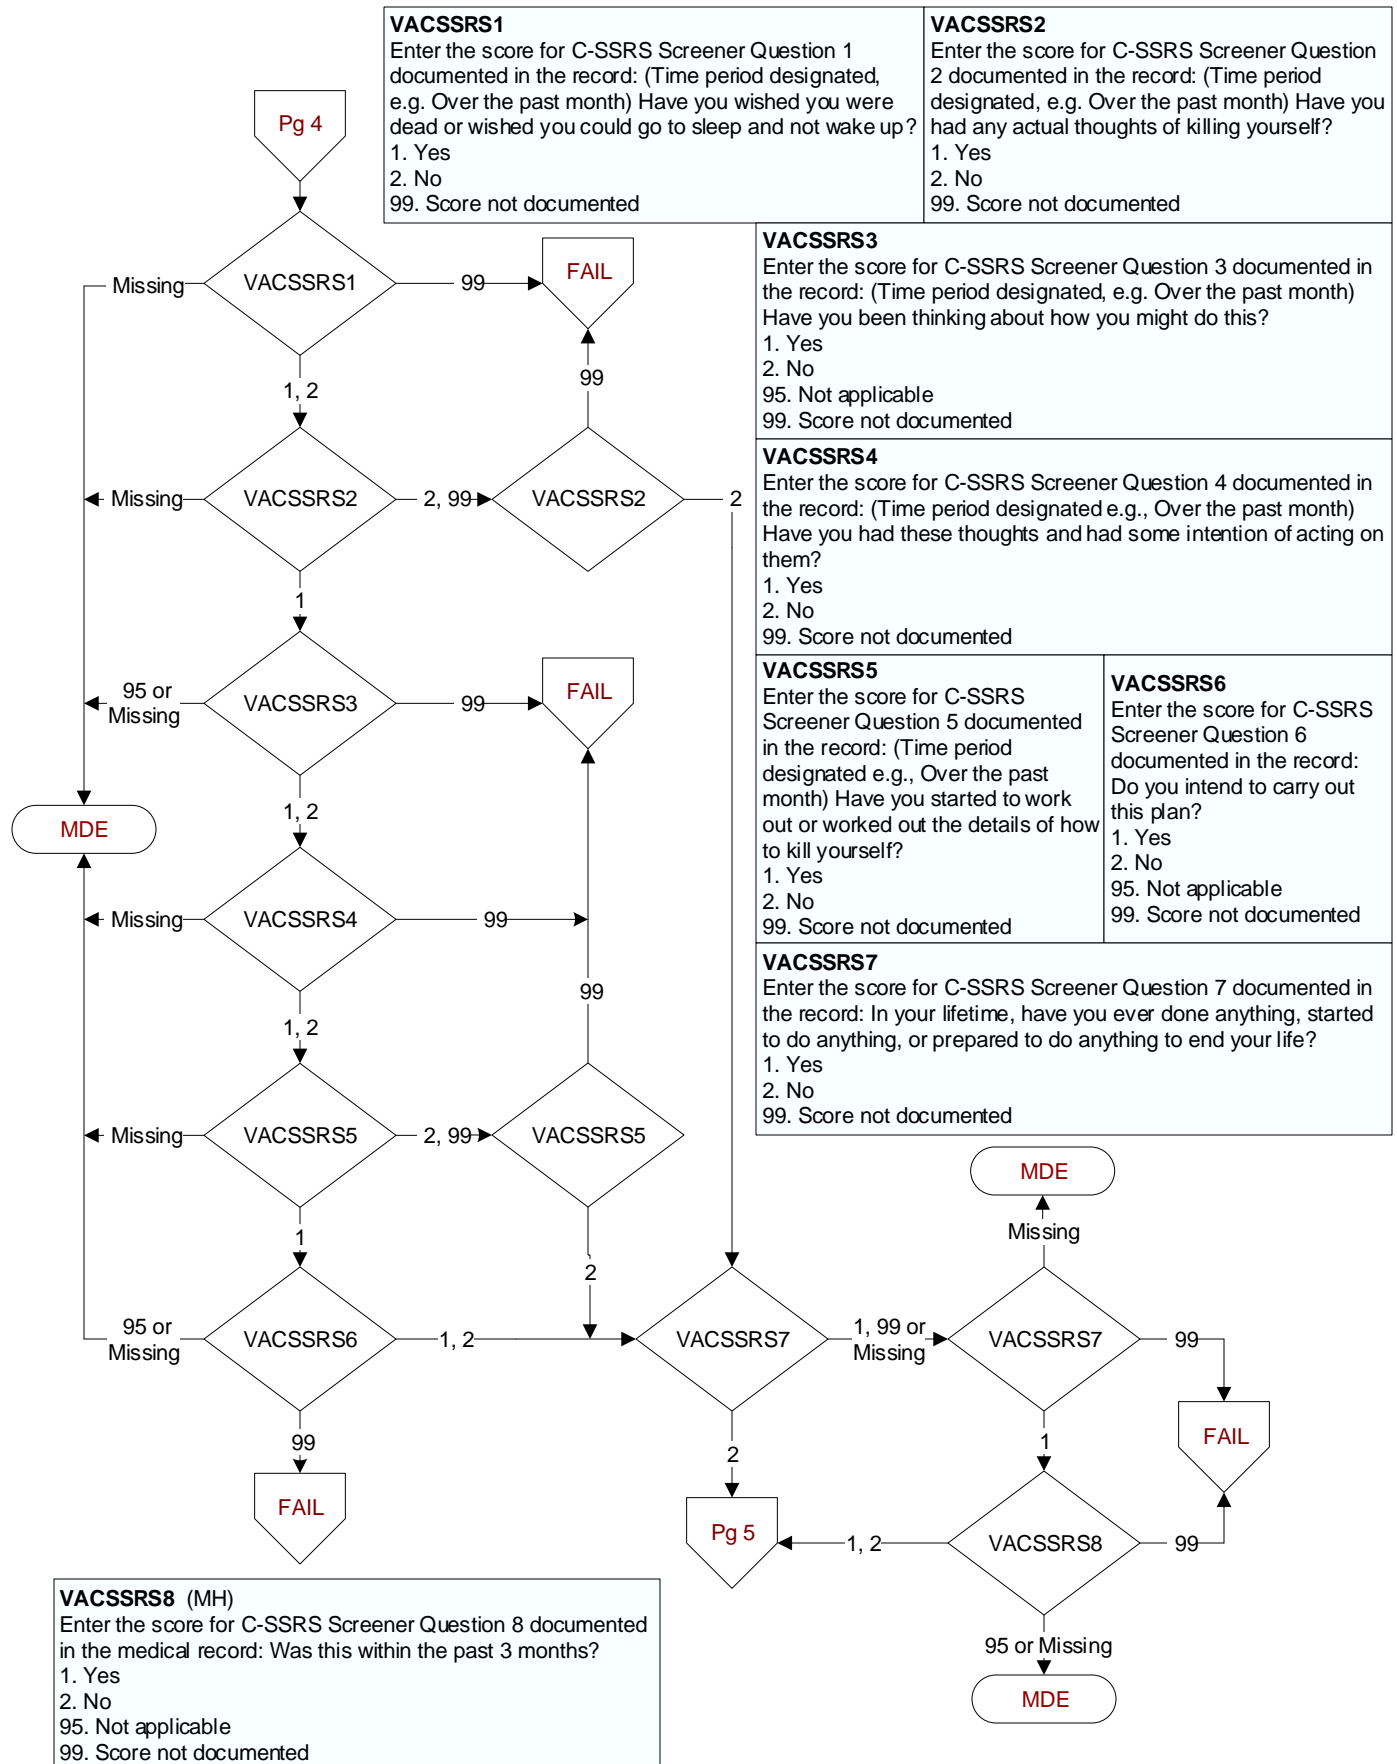 VACSSRS1
Enter the score for C-SSRS Screener Question 1
documented in the record: (Time period designated,
e.g. Over the past month) Have you wished you were
dead or wished you could go to sleep and not wake up?
1. Yes
2. No
99. Score not documented
VACSSRS2
Enter the score for C-SSRS Screener Question
2 documented in the record: (Time period
designated, e.g. Over the past month) Have you
had any actual thoughts of killing yourself?
1. Yes
2. No
99. Score not documented
VACSSRS3
Enter the score for C-SSRS Screener Question 3 documented in
the record: (Time period designated, e.g. Over the past month)
Have you been thinking about how you might do this?
1. Yes
2. No
95. Not applicable
99. Score not documented
VACSSRS4
Enter the score for C-SSRS Screener Question 4 documented in
the record: (Time period designated e.g., Over the past month)
Have you had these thoughts and had some intention of acting on
them?
1. Yes
2. No
99. Score not documented
VACSSRS5
Enter the score for C-SSRS
Screener Question 5 documented
in the record: (Time period
designated e.g., Over the past
month) Have you started to work
out or worked out the details of how
to kill yourself?
1. Yes
2. No
99. Score not documented
VACSSRS6
Enter the score for C-SSRS
Screener Question 6
documented in the record:
Do you intend to carry out
this plan?
1. Yes
2. No
95. Not applicable
99. Score not documented
VACSSRS7
Enter the score for C-SSRS Screener Question 7 documented in
the record: In your lifetime, have you ever done anything, started
to do anything, or prepared to do anything to end your life?
1. Yes
2. No
99. Score not documented
Pg 4
Missing
VACSSRS1
99
FAIL
1, 2
99
Missing
VACSSRS2
2, 99
VACSSRS2
2
1
95 or
Missing
VACSSRS3
99
FAIL
1, 2
MDE
Missing
VACSSRS4
99
99
1, 2
Missing
VACSSRS5
2, 99
VACSSRS5
MDE
Missing
1
2
95 or
Missing
VACSSRS6
1, 2
VACSSRS7
1, 99 or
Missing
VACSSRS7
99
99
FAIL
2
1
FAIL
Pg 5
1, 2
VACSSRS8
99
95 or Missing
MDE
VACSSRS8 (MH)
Enter the score for C-SSRS Screener Question 8 documented
in the medical record: Was this within the past 3 months?
1. Yes
2. No
95. Not applicable
99. Score not documented